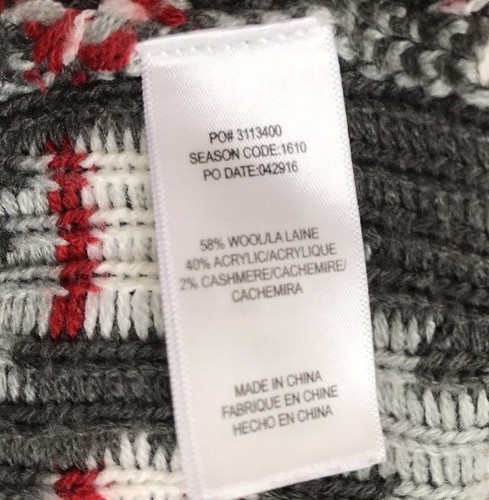 PO# 3113400
SEASON CODE:1610
PO DATE:042916
58% WOOL/LA LAINE
40% ACRYLIC/ACRYLIQUE
2% CASHMERE/CACHEMIRE/
CACHEMIRA
MADE IN CHINA
FABRIQUE EN CHINE
HECHO EN CHINA